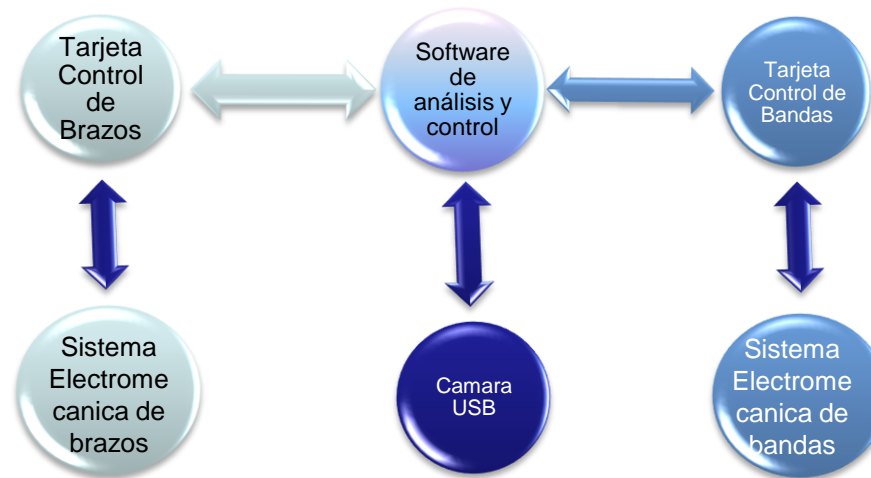 Tarjeta
Control
de
Brazos
Software
de
análisis y
control
Tarjeta
Control de
Bandas
Sistema
Electrome
canica de
brazos
Camara
USB
Sistema
Electrome
canica de
bandas